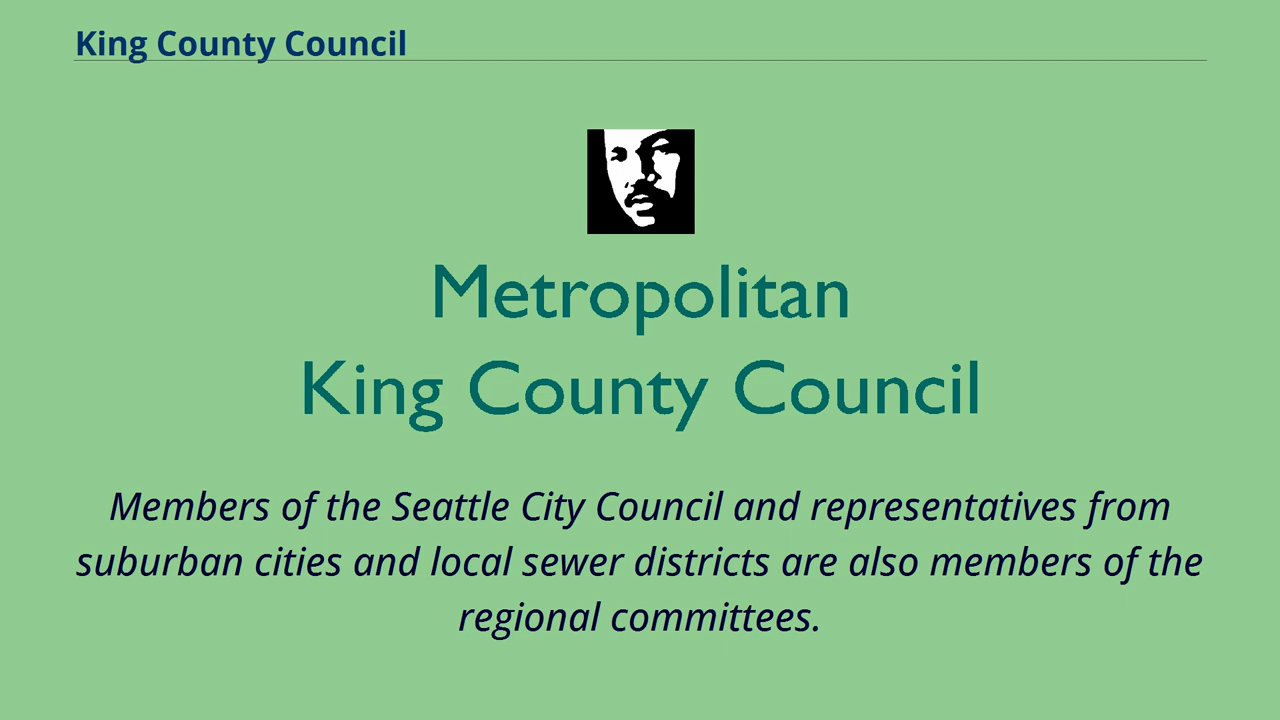 King County Council
Metropolitan
King County Council
Members of the Seattle City Council and representatives from
suburban cities and local sewer districts are also members of the
regional committees.